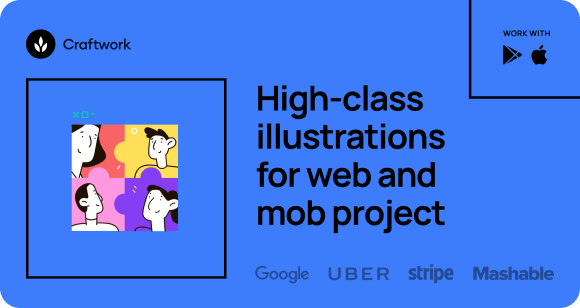 Craftwork
WORK WITH
High-class
illustrations
for web and
mob project
Google UBER stripe Mashable